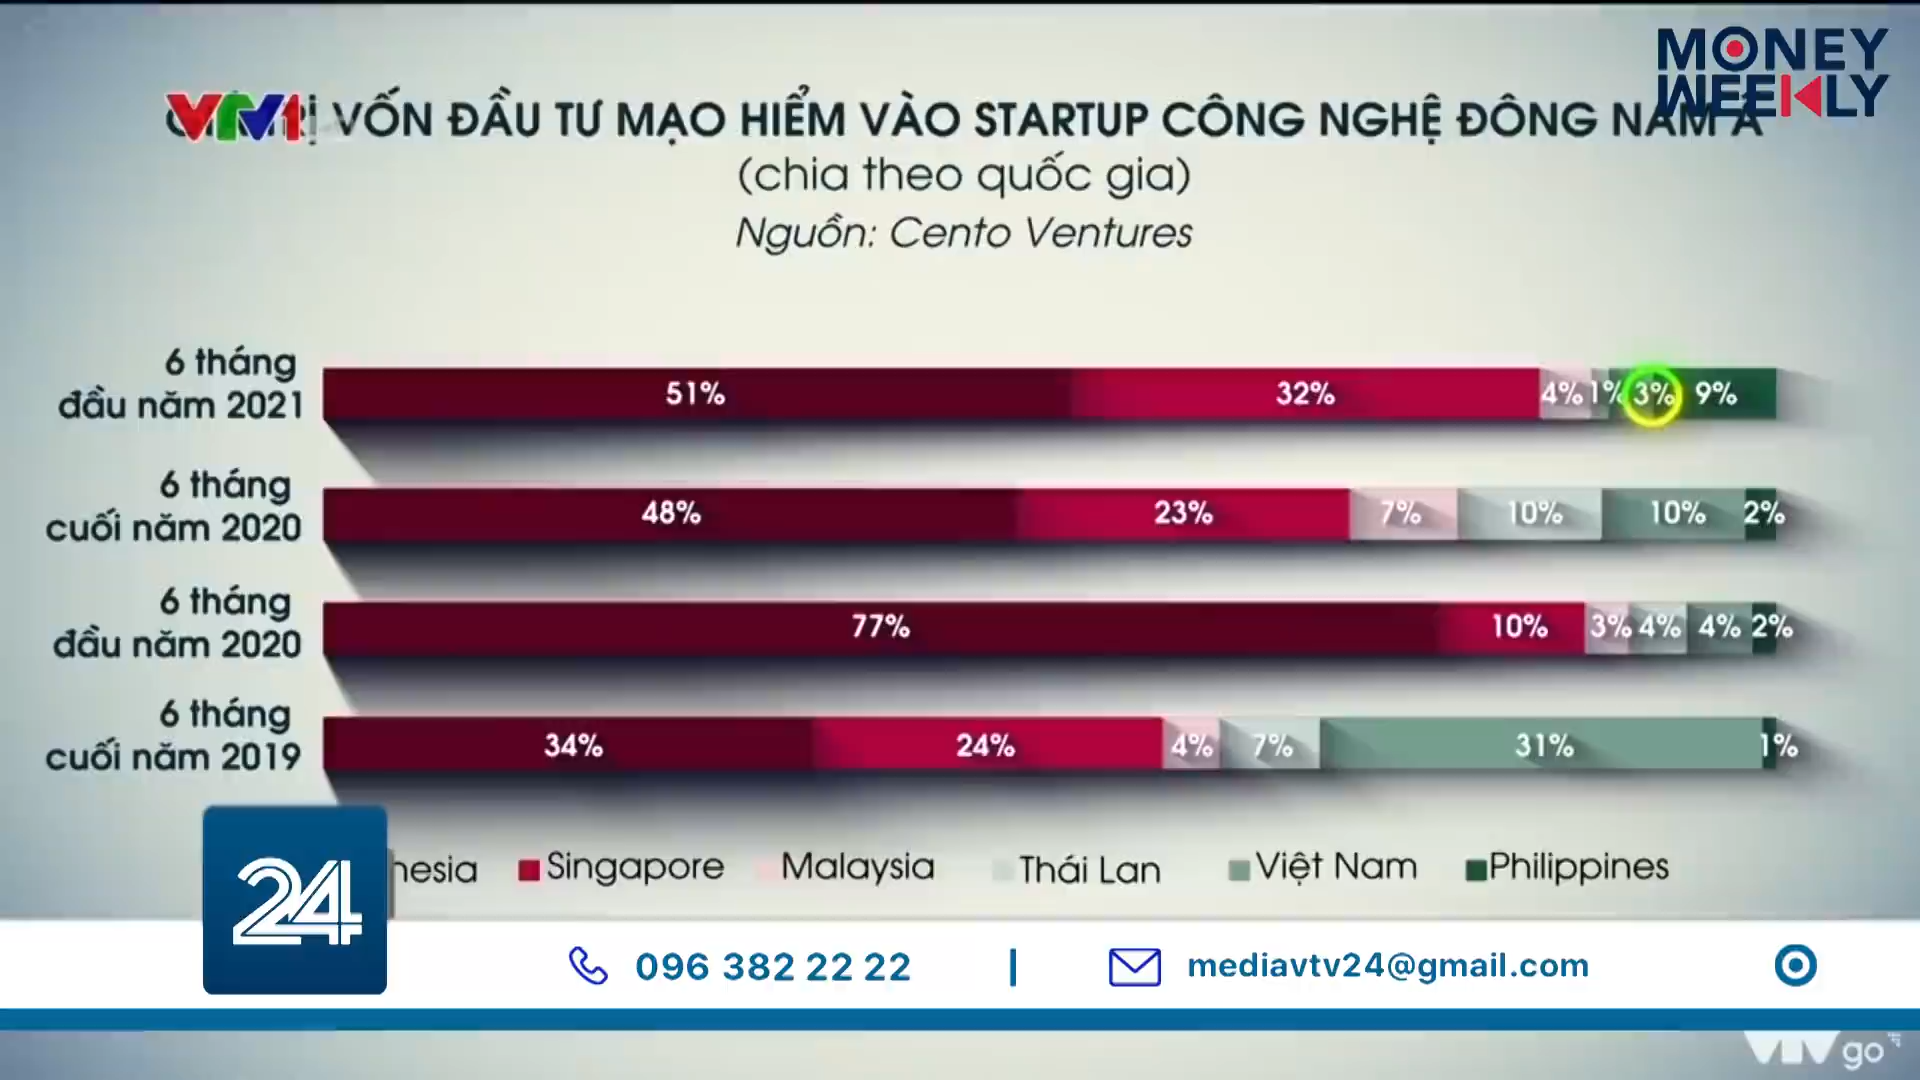 MONEY
WEEKLY
VTV1
VỐN ĐẦU TƯ MẠO HIỂM VÀO STARTUP CÔNG NGHỆ ĐÔNG NAM Á
(chia theo quốc gia)
Nguồn: Cento Ventures
6 tháng
đầu năm 2021
51% 32% 4% 1% 3% 9%
6 tháng
cuối năm 2020
48% 23% 7% 10% 10% 2%
6 tháng
đầu năm 2020
77% 10% 3% 4% 4% 2%
6 tháng
cuối năm 2019
34% 24% 4% 7% 31% 1%
Singapore Malaysia Thái Lan Việt Nam Philippines
24
096 382 22 22 | mediavtv24@gmail.com
VTV go